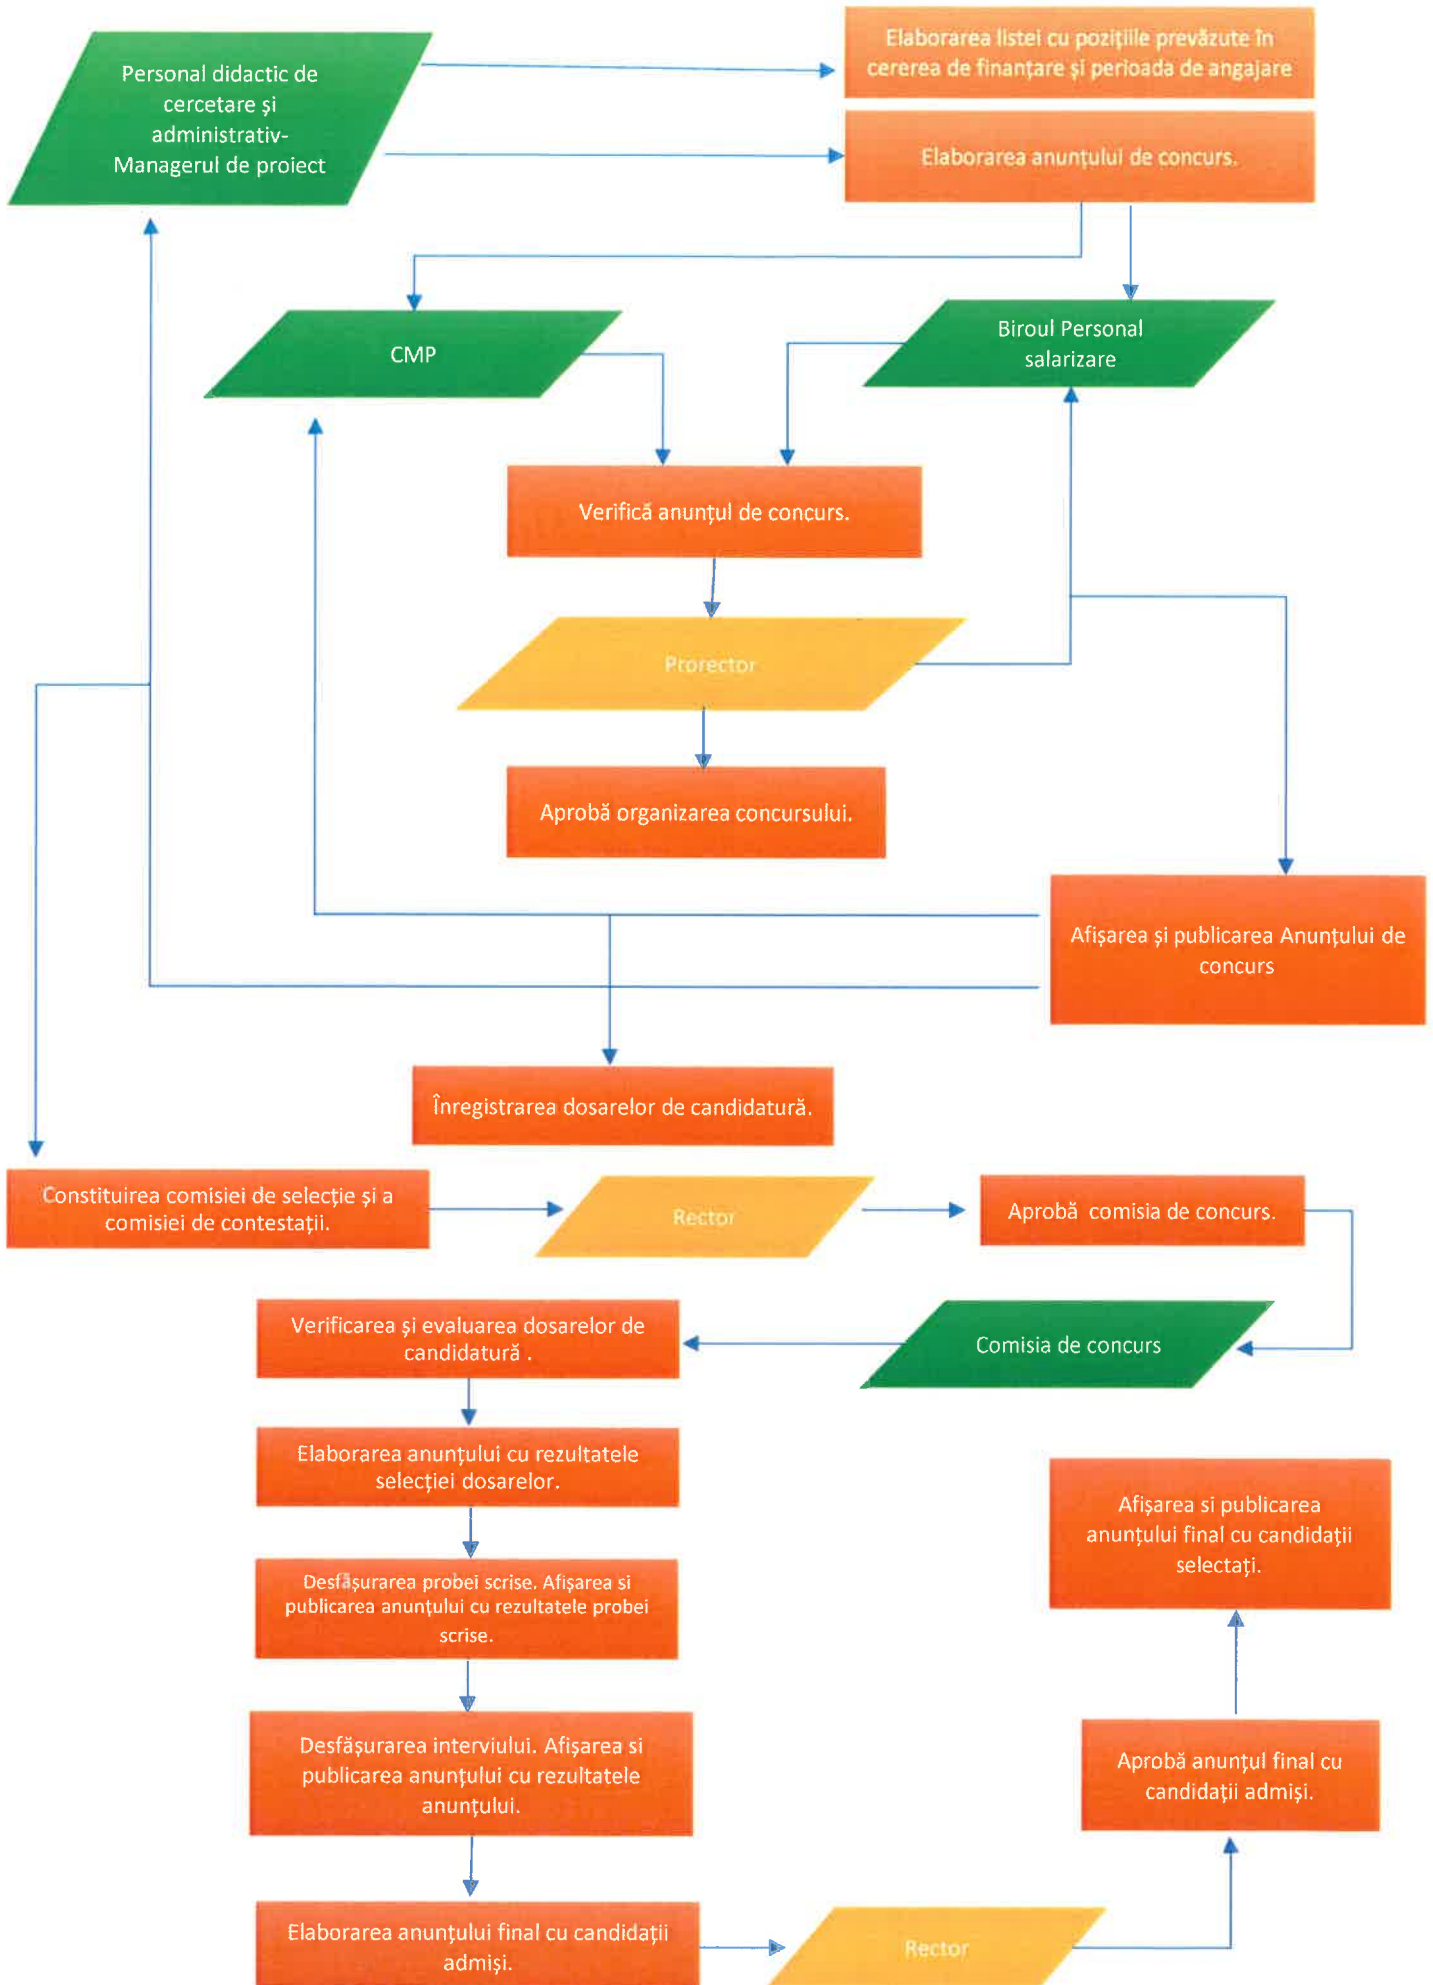 Elaborarea listei cu pozițiile prevăzute în
cererea de finanțare și perioada de angajare
Personal didactic de
cercetare și
administrativ-
Managerul de proiect
Elaborarea anunțului de concurs.
CMP
Biroul Personal
salarizare
Verifică anunțul de concurs.
Prorector
Aprobă organizarea concursului.
Afișarea și publicarea Anunțului de
concurs
Înregistrarea dosarelor de candidatură.
Constituirea comisiei de selecție și a
comisiei de contestații.
Rector
Aprobă comisia de concurs.
Verificarea și evaluarea dosarelor de
candidatură .
Comisia de concurs
Elaborarea anunțului cu rezultatele
selecției dosarelor.
Afișarea si publicarea
anunțului final cu candidații
selectați.
Desfășurarea probei scrise. Afișarea si
publicarea anunțului cu rezultatele probei
scrise.
Desfășurarea interviului. Afișarea si
publicarea anunțului cu rezultatele
anunțului.
Aprobă anunțul final cu
candidații admiși.
Elaborarea anunțului final cu candidații
admiși.
Rector